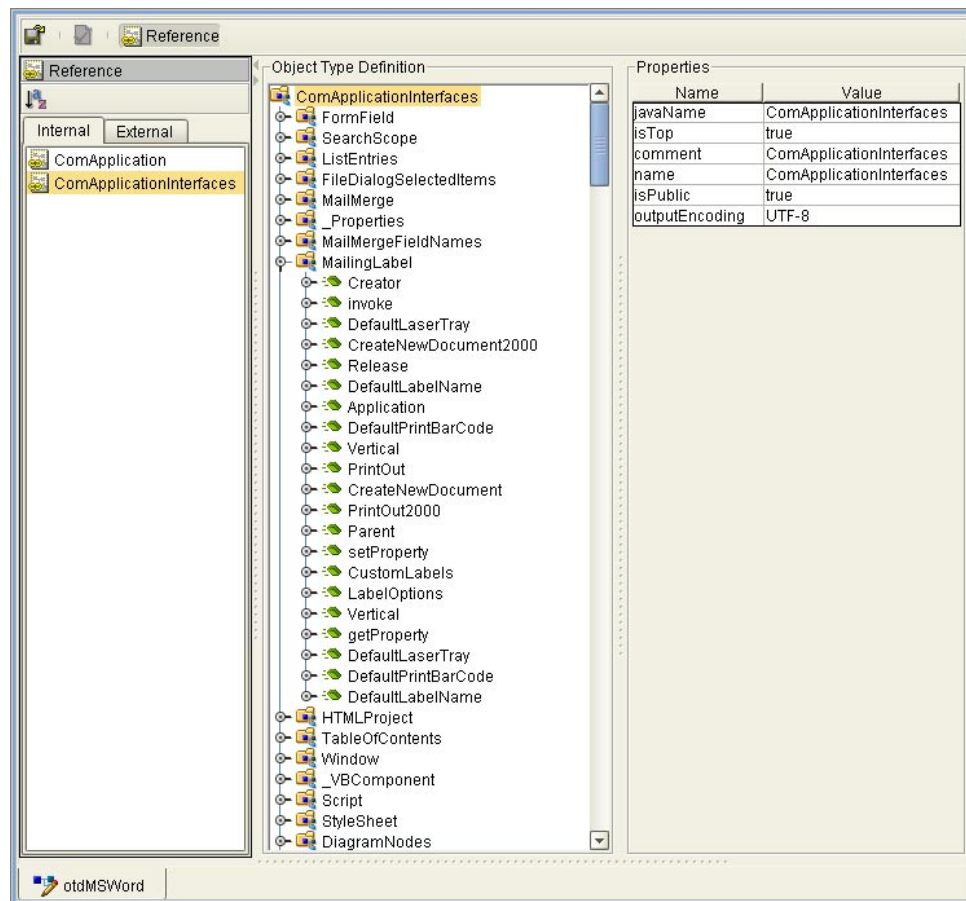 Reference
Reference
Internal
External
ComApplication
ComApplicationInterfaces
Object Type Definition
ComApplicationInterfaces
FormField
SearchScope
ListEntries
FileDialogSelectedItems
MailMerge
_Properties
MailMergeFieldNames
MailingLabel
Creator
invoke
DefaultLaserTray
CreateNewDocument2000
Release
DefaultLabelName
Application
DefaultPrintBarCode
Vertical
PrintOut
CreateNewDocument
PrintOut2000
Parent
setProperty
CustomLabels
LabelOptions
Vertical
getProperty
DefaultLaserTray
DefaultPrintBarCode
DefaultLabelName
HTMLProject
TableOfContents
Window
_VBComponent
Script
StyleSheet
DiagramNodes
Properties
Name Value
javaName ComApplicationInterfaces
isTop true
comment ComApplicationInterfaces
name ComApplicationInterfaces
isPublic true
outputEncoding UTF-8
otdMSWord